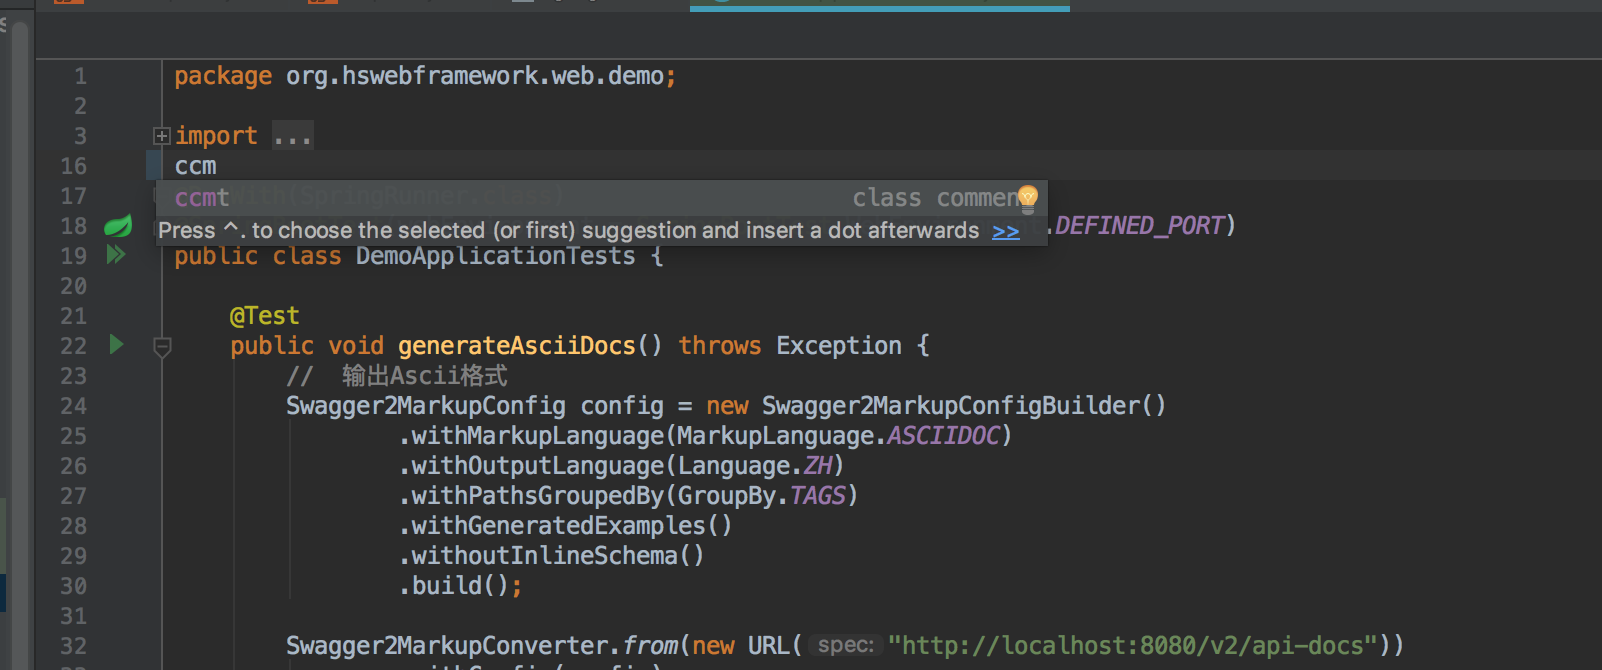 1 package org.hswebframework.web.demo;
2
3 import ...
16 ccm
ccmt class commen
17 With(SpringRunner.class)
18 .DEFINED_PORT)
Press ^. to choose the selected (or first) suggestion and insert a dot afterwards >>
19 public class DemoApplicationTests {
20
21 @Test
22 public void generateAsciiDocs() throws Exception {
23 // 输出Ascii格式
24 Swagger2MarkupConfig config = new Swagger2MarkupConfigBuilder()
25 .withMarkupLanguage(MarkupLanguage.ASCIIDOC)
26 .withOutputLanguage(Language.ZH)
27 .withPathsGroupedBy(GroupBy.TAGS)
28 .withGeneratedExamples()
29 .withoutInlineSchema()
30 .build();
31
32 Swagger2MarkupConverter.from(new URL( spec: "http://localhost:8080/v2/api-docs"))